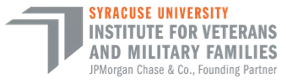 SYRACUSE UNIVERSITY
INSTITUTE FOR VETERANS
AND MILITARY FAMILIES
JPMorgan Chase & Co., Founding Partner